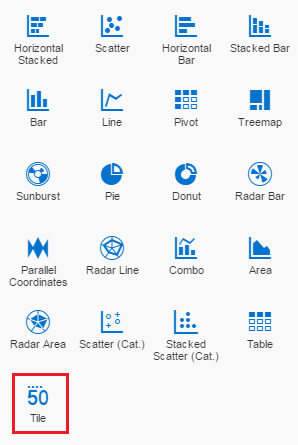 Horizontal Stacked
Scatter
Horizontal Bar
Stacked Bar
Bar
Line
Pivot
Treemap
Sunburst
Pie
Donut
Radar Bar
Parallel Coordinates
Radar Line
Combo
Area
Radar Area
Scatter (Cat.)
Stacked Scatter (Cat.)
Table
50
Tile